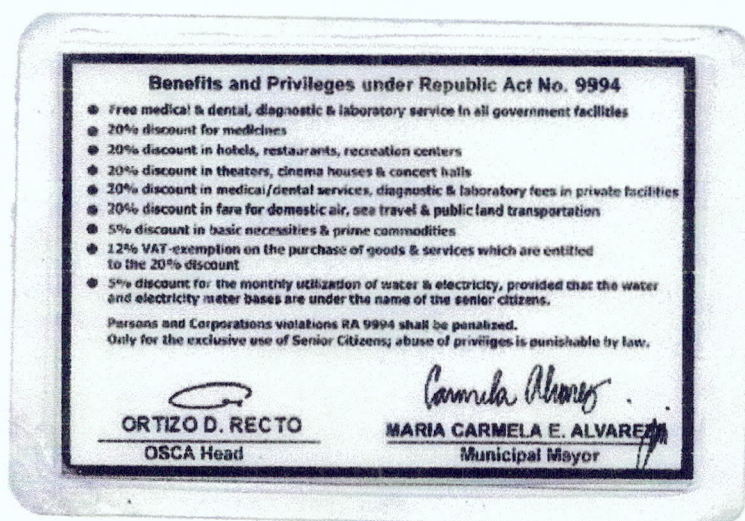 Benefits and Privileges under Republic Act No. 9994
● Free medical & dental, diagnostic & laboratory service in all government facilities
● 20% discount for medicines
● 20% discount in hotels, restaurants, recreation centers
● 20% discount in theaters, cinema houses & concert halls
● 20% discount in medical/dental services, diagnostic & laboratory fees in private facilities
● 20% discount in fare for domestic air, sea travel & public land transportation
● 5% discount in basic necessities & prime commodities
● 12% VAT-exemption on the purchase of goods & services which are entitled
to the 20% discount
● 5% discount for the monthly utilization of water & electricity, provided that the water
and electricity meter bases are under the name of the senior citizens.
Persons and Corporations violations RA 9994 shall be penalized.
Only for the exclusive use of Senior Citizens; abuse of priviliges is punishable by law.
Carmela Alvarez
ORTIZO D. RECTO
MARIA CARMELA E. ALVAREZ
OSCA Head
Municipal Mayor